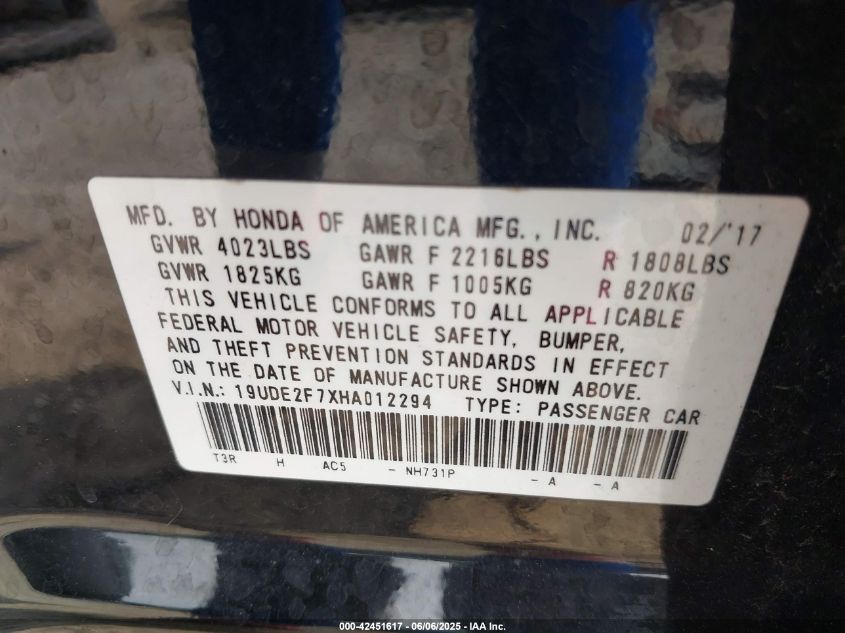 MFD. BY HONDA OF AMERICA MFG., INC. 02/'17
GVWR 4023LBS GAWR F 2216LBS R 1808LBS
GVWR 1825KG GAWR F 1005KG R 820KG
THIS VEHICLE CONFORMS TO ALL APPLICABLE
FEDERAL MOTOR VEHICLE SAFETY, BUMPER,
AND THEFT PREVENTION STANDARDS IN EFFECT
ON THE DATE OF MANUFACTURE SHOWN ABOVE.
V.I.N.: 19UDE2F7XHA012294 TYPE: PASSENGER CAR
T3R H AC5 - NH731P - A - A
000-42451617 - 06/06/2025 - IAA Inc.